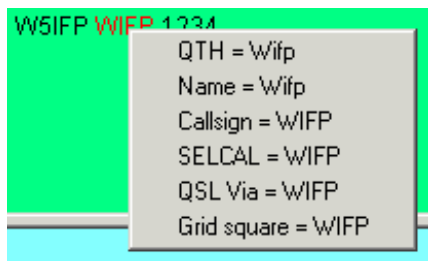 W5IFP WIFP 1234
QTH = Wifp
Name = Wifp
Callsign = WIFP
SELCAL = WIFP
QSL Via = WIFP
Grid square = WIFP